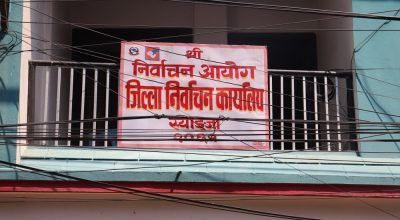 श्री
निर्वाचन आयोग
जिल्ला निर्वाचन कार्यालय
स्याङ्जा